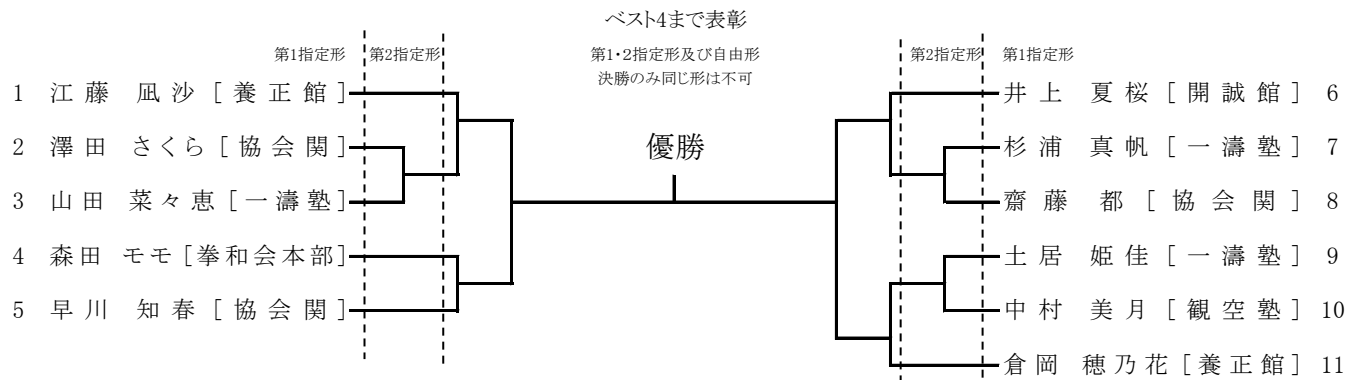 ベスト4まで表彰
第1指定形 第2指定形 第1・2指定形及び自由形 第2指定形 第1指定形
決勝のみ同じ形は不可
1 江藤 凪沙 [養正館] 井上 夏桜 [開誠館] 6
2 澤田 さくら [協会関] 優勝 杉浦 真帆 [一濤塾] 7
3 山田 菜々恵 [一濤塾] 齋藤 都 [協会関] 8
4 森田 モモ [拳和会本部] 土居 姫佳 [一濤塾] 9
5 早川 知春 [協会関] 中村 美月 [観空塾] 10
倉岡 穂乃花 [養正館] 11